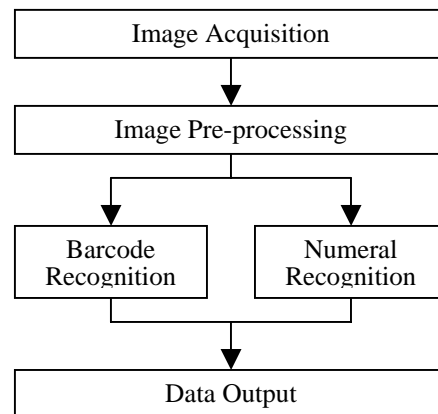 Image Acquisition
Image Pre-processing
Barcode
Recognition
Numeral
Recognition
Data Output